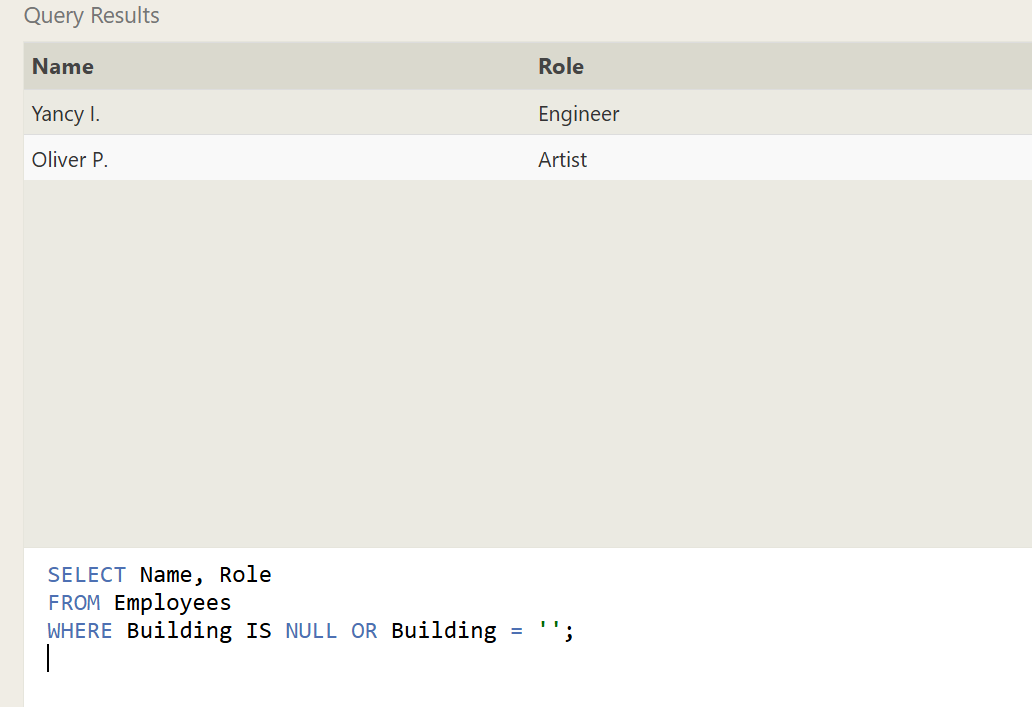 Query Results
Name Role
Yancy I. Engineer
Oliver P. Artist
SELECT Name, Role
FROM Employees
WHERE Building IS NULL OR Building = '';